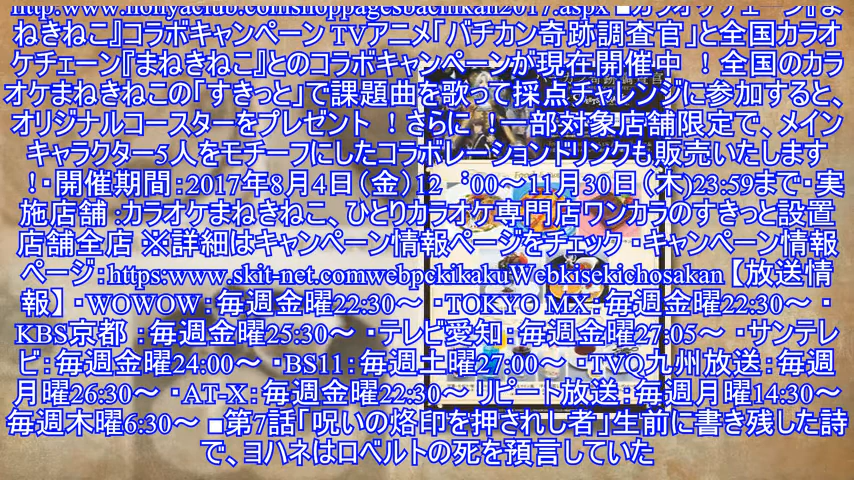 http:www.honyaclub.comshoppagesbachikan2017.aspx ■カラオケチェーン『ま
ねきねこ』コラボキャンペーン TVアニメ「バチカン奇跡調査官」と全国カラオ
ケチェーン『まねきねこ』とのコラボキャンペーンが現在開催中 ！全国のカラ
オケまねきねこの「すきっと」で課題曲を歌って採点チャレンジに参加すると、
オリジナルコースターをプレゼント ！さらに 一部対象店舗限定で、メイン
キャラクター5人をモチーフにしたコラボレーションドリンクも販売いたします
！・開催期間：2017年8月4日（金）12：00～ 月30日（木)23:59まで・実
施店舗 :カラオケまねきねこ、ひとりカラオケ専門店ワンカラのすきっと設置
店舗全店 ※詳細はキャンペーン情報ページをチェック ・キャンペーン情報
ページ：https:www.skit-net.comwebpekikakuWebkisekichosakan【放送情
報】・WOWOW：毎週金曜22:30～ ・TOKYO MX：毎週金曜22:30～ ・
KBS京都 ：毎週金曜25:30～ ・テレビ愛知：毎週金曜27:05～ ・サンテレ
ビ：毎週金曜24:00～ ・BS11：毎週土曜27:00～ ・TVQ九州放送：毎週
月曜26:30～ ・AT-X：毎週金曜22:30～ リピート放送：毎週月曜14:30～
毎週木曜6:30～ ■第7話「呪いの烙印を押されし者」生前に書き残した詩
で、ヨハネはロベルトの死を預言していた